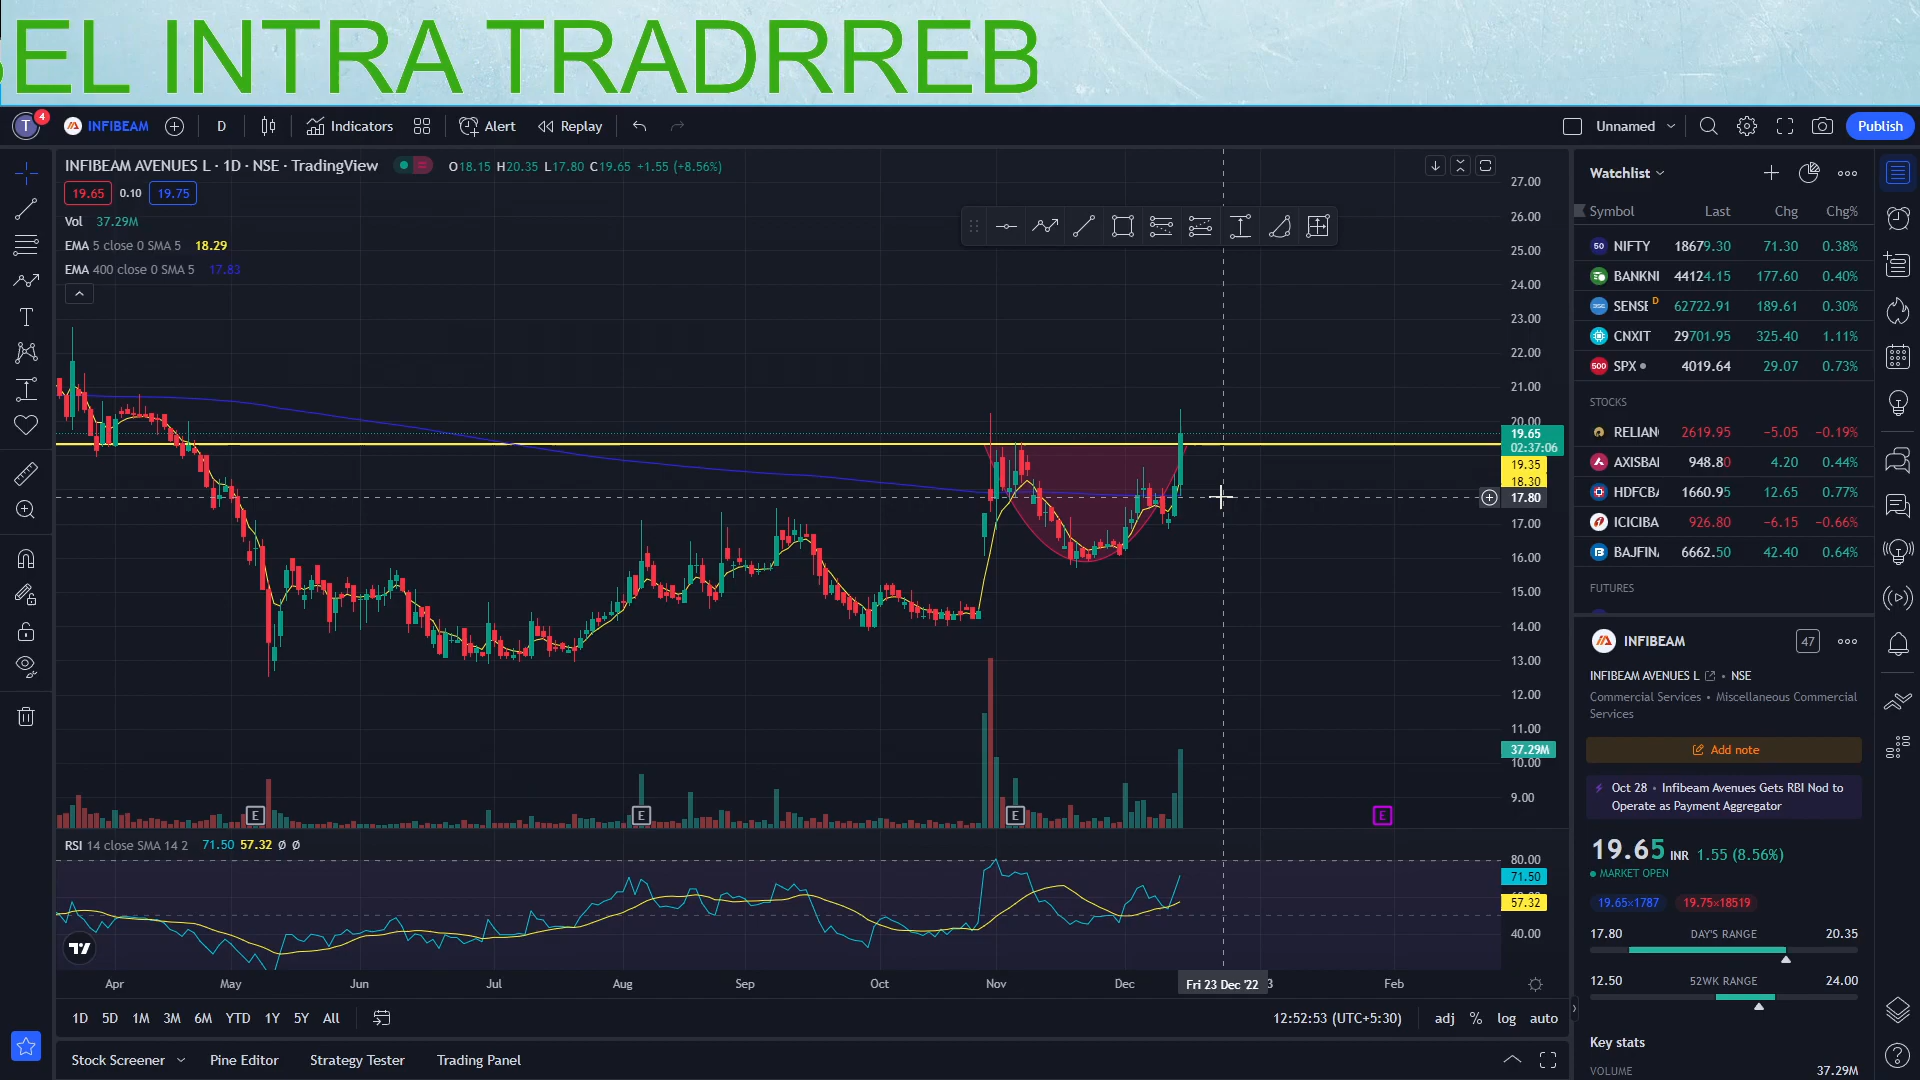 EL INTRA TRADRREB
T 4 INFIBEAM D Indicators Alert Replay Unnamed Publish
INFIBEAM AVENUES L · 1D · NSE · TradingView O18.15 H20.35 L17.80 C19.65 +1.55 (+8.56%)
19.65 0.10 19.75
Vol 37.29M
EMA 5 close 0 SMA 5 18.29
EMA 400 close 0 SMA 5 17.83
27.00
26.00
25.00
24.00
23.00
22.00
21.00
20.00
19.65
02:37:06
19.35
18.30
17.80
17.00
16.00
15.00
14.00
13.00
12.00
11.00
37.29M
10.00
9.00
E E E E
RSI 14 close SMA 14 2 71.50 57.32 Ø Ø
80.00
71.50
57.32
40.00
Apr May Jun Jul Aug Sep Oct Nov Dec Fri 23 Dec '22 3 Feb
1D 5D 1M 3M 6M YTD 1Y 5Y All 12:52:53 (UTC+5:30) adj % log auto
Stock Screener Pine Editor Strategy Tester Trading Panel
Watchlist
Symbol Last Chg Chg%
50 NIFTY 18679.30 71.30 0.38%
BANKNI 44124.15 177.60 0.40%
SENSE D 62722.91 189.61 0.30%
CNXIT 29701.95 325.40 1.11%
500 SPX 4019.64 29.07 0.73%
STOCKS
RELIAN 2619.95 −5.05 −0.19%
AXISBAI 948.80 4.20 0.44%
HDFCBA 1660.95 12.65 0.77%
ICICIBA 926.80 −6.15 −0.66%
BAJFIN 6662.50 42.40 0.64%
FUTURES
INFIBEAM 47
INFIBEAM AVENUES L • NSE
Commercial Services • Miscellaneous Commercial
Services
Add note
Oct 28 • Infibeam Avenues Gets RBI Nod to
Operate as Payment Aggregator
19.65 INR 1.55 (8.56%)
MARKET OPEN
19.65×1787 19.75×18519
17.80 DAY'S RANGE 20.35
12.50 52WK RANGE 24.00
Key stats
VOLUME 37.29M